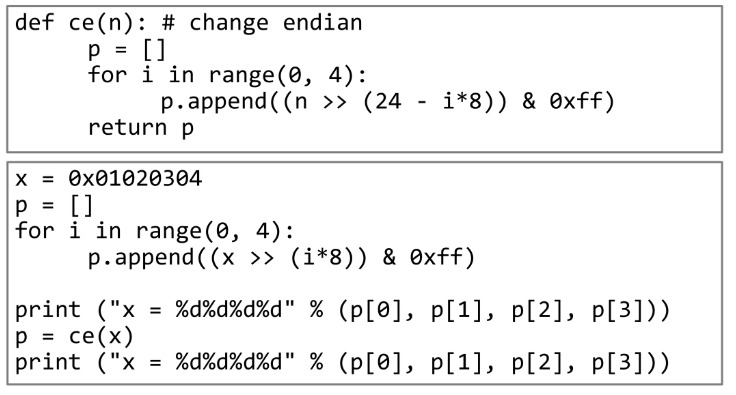 def ce(n): # change endian
p = []
for i in range(0, 4):
p.append((n >> (24 - i*8)) & 0xff)
return p
x = 0x01020304
p = []
for i in range(0, 4):
p.append((x >> (i*8)) & 0xff)
print ("x = %d%d%d%d" % (p[0], p[1], p[2], p[3]))
p = ce(x)
print ("x = %d%d%d%d" % (p[0], p[1], p[2], p[3]))